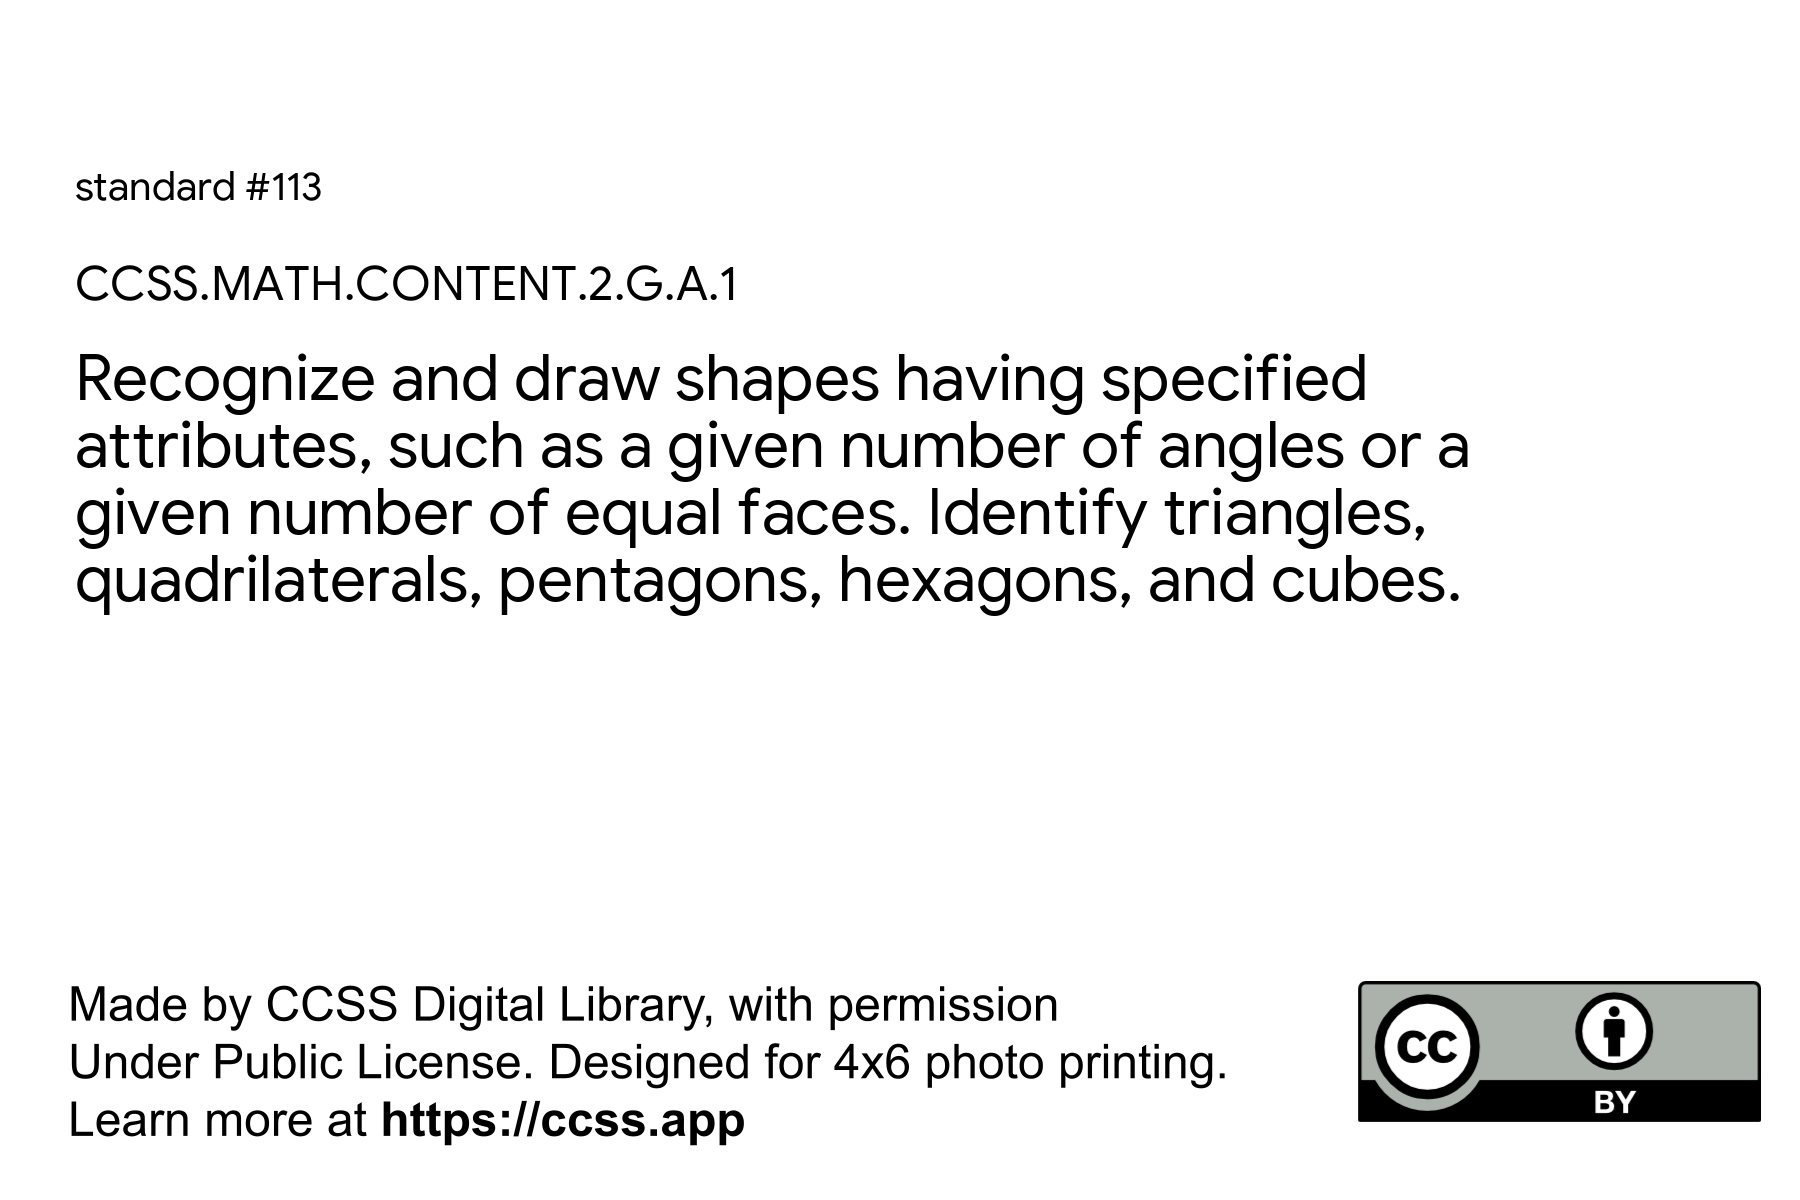 standard #113
CCSS.MATH.CONTENT.2.G.A.1
Recognize and draw shapes having specified
attributes, such as a given number of angles or a
given number of equal faces. Identify triangles,
quadrilaterals, pentagons, hexagons, and cubes.
Made by CCSS Digital Library, with permission
Under Public License. Designed for 4x6 photo printing.
Learn more at https://ccss.app
cc
BY